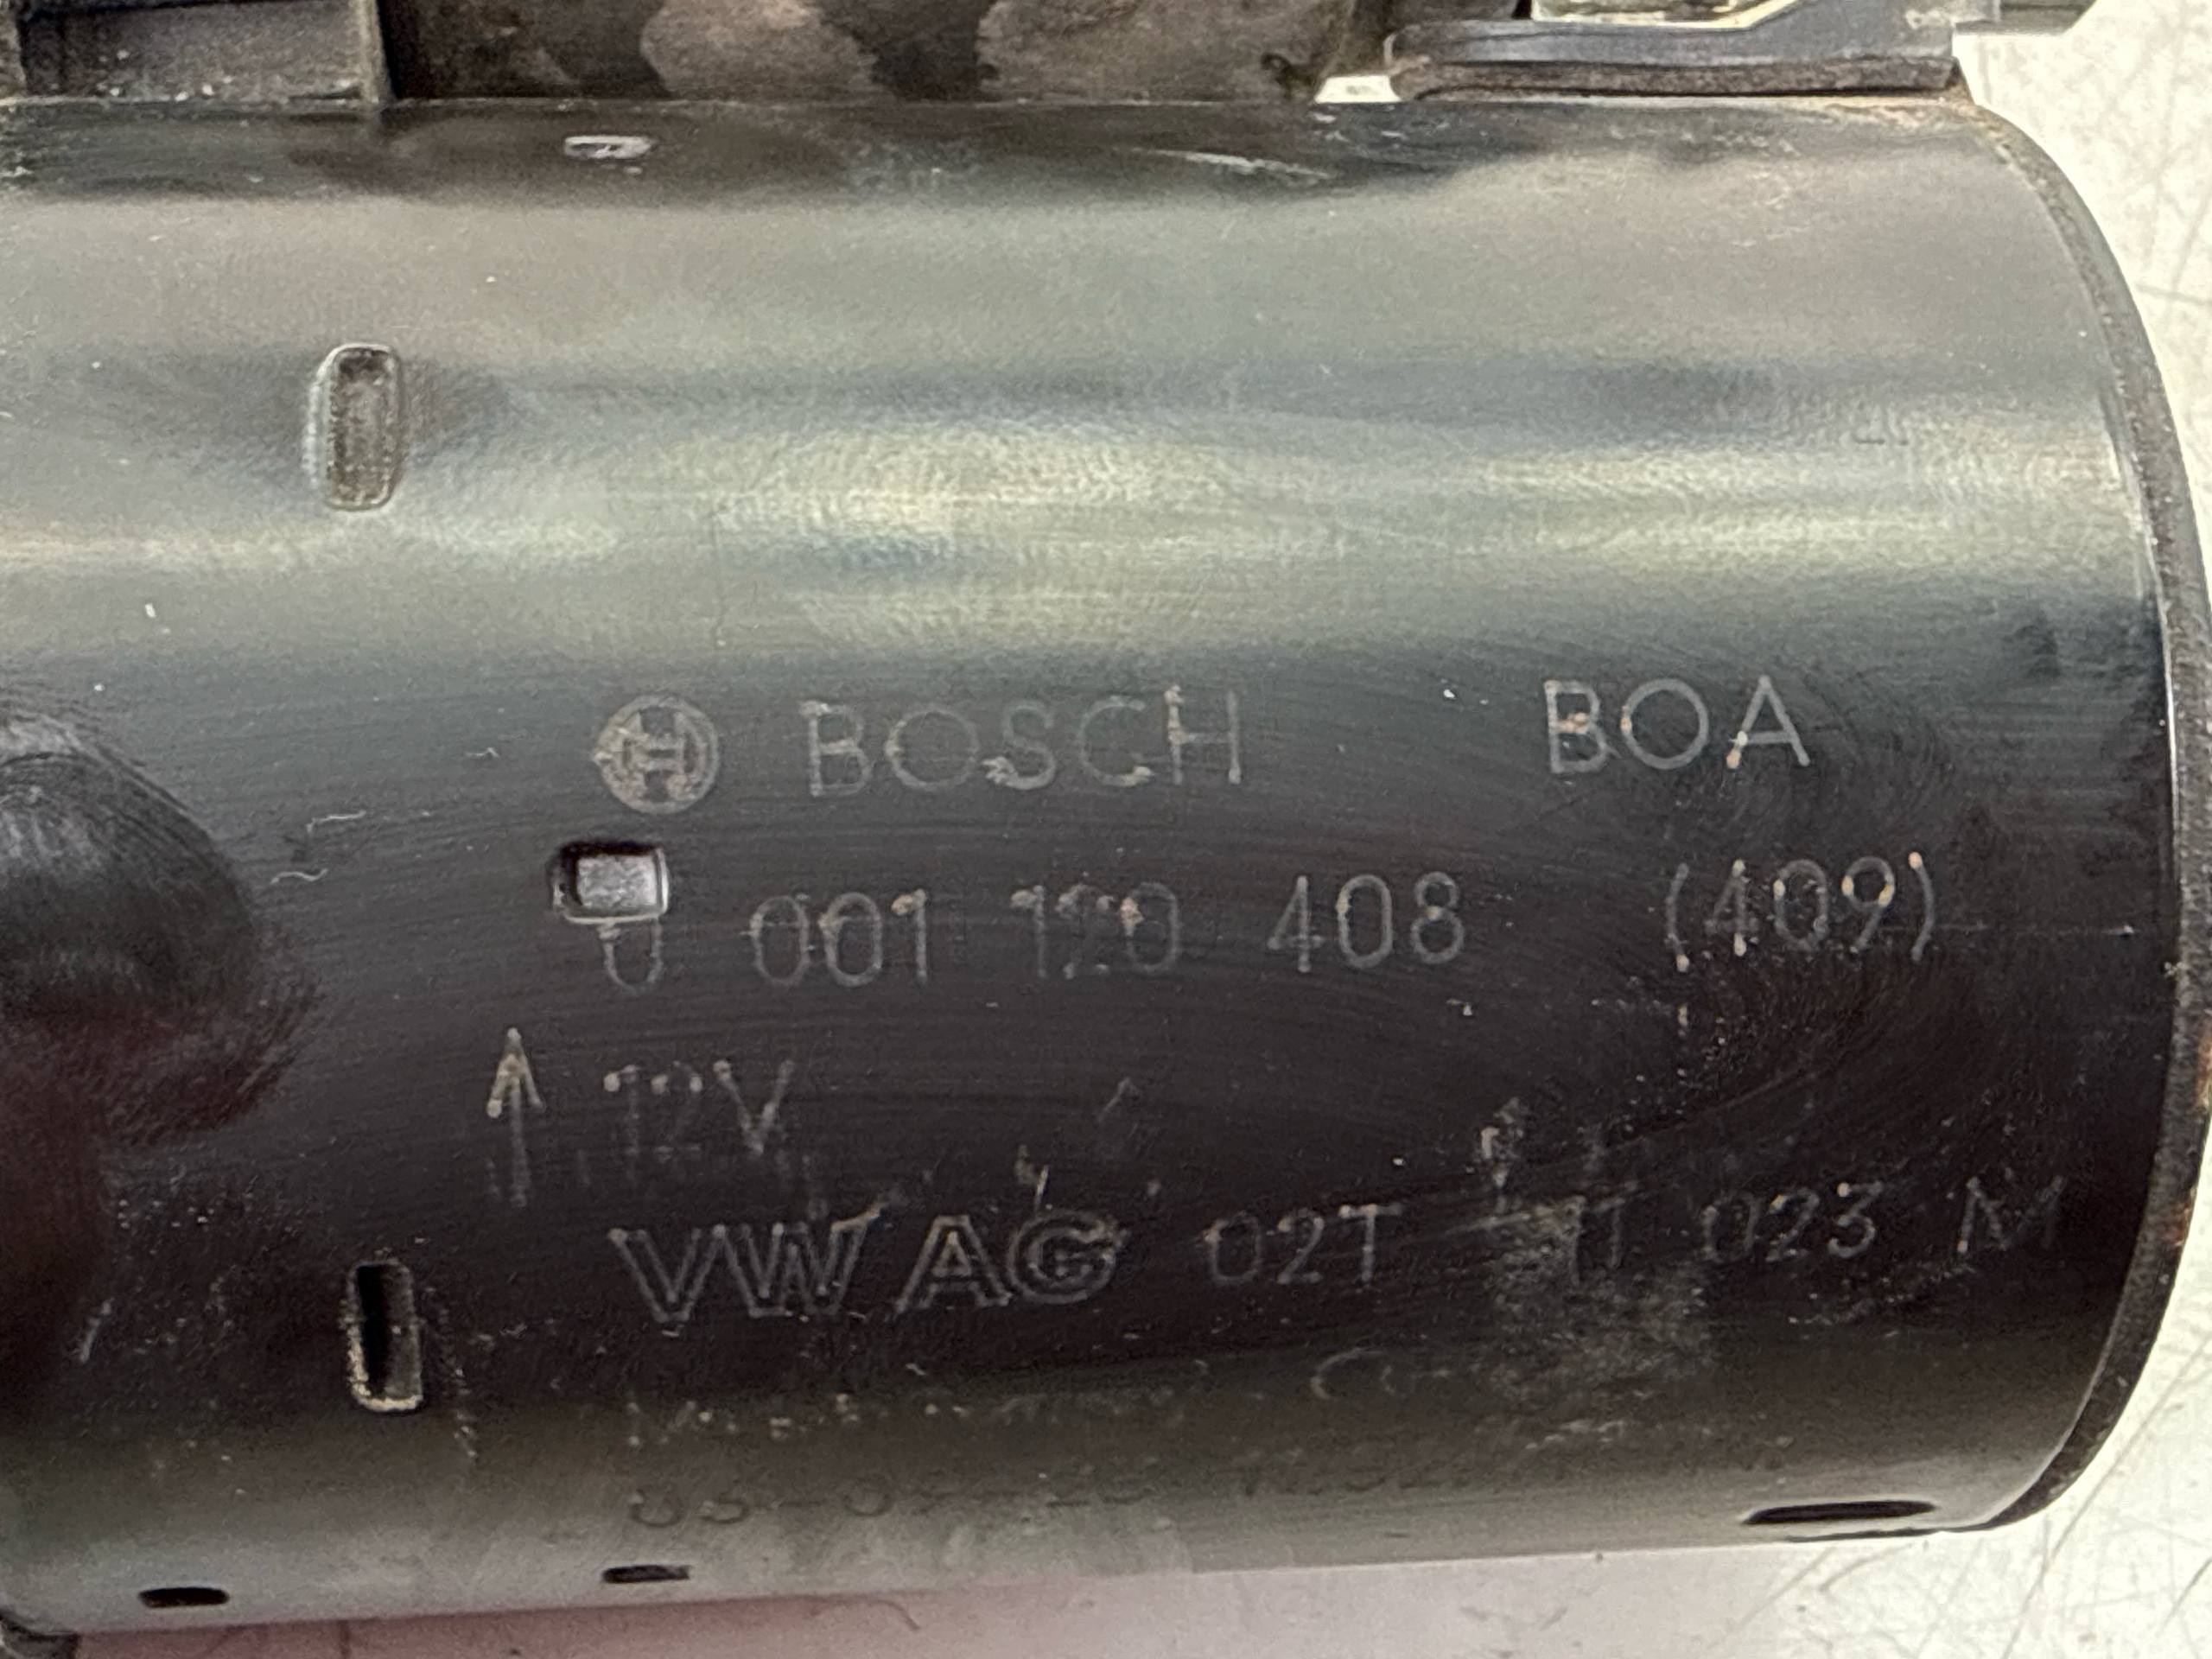 BOSCH BOA
0 001 120 408 (409)
12V
VW AG 02T 023 M